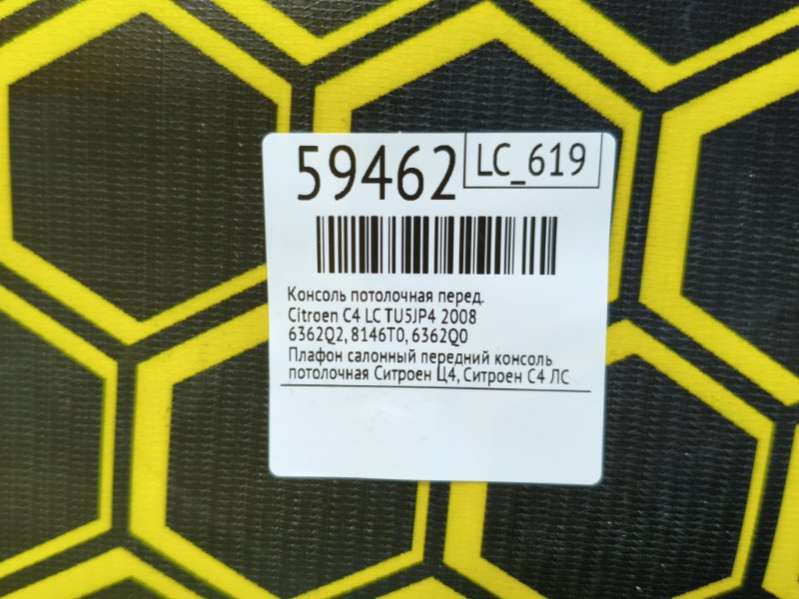 59462 LC_619
Консоль потолочная перед.
Citroen C4 LC TU5JP4 2008
6362Q2, 8146T0, 6362Q0
Плафон салонный передний консоль
потолочная Ситроен Ц4, Ситроен С4 ЛС